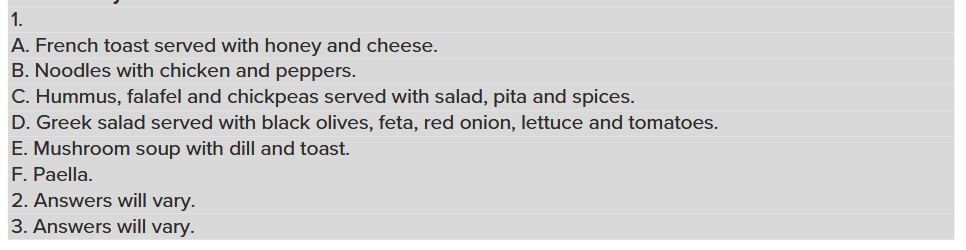 1.
A. French toast served with honey and cheese.
B. Noodles with chicken and peppers.
C. Hummus, falafel and chickpeas served with salad, pita and spices.
D. Greek salad served with black olives, feta, red onion, lettuce and tomatoes.
E. Mushroom soup with dill and toast.
F. Paella.
2. Answers will vary.
3. Answers will vary.